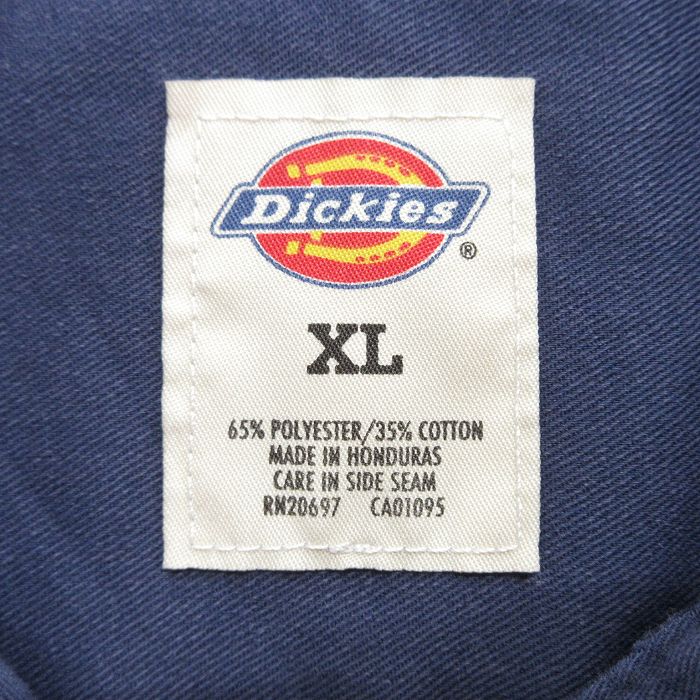 Dickies
®
XL
65% POLYESTER/35% COTTON
MADE IN HONDURAS
CARE IN SIDE SEAM
RN20697 CA01095